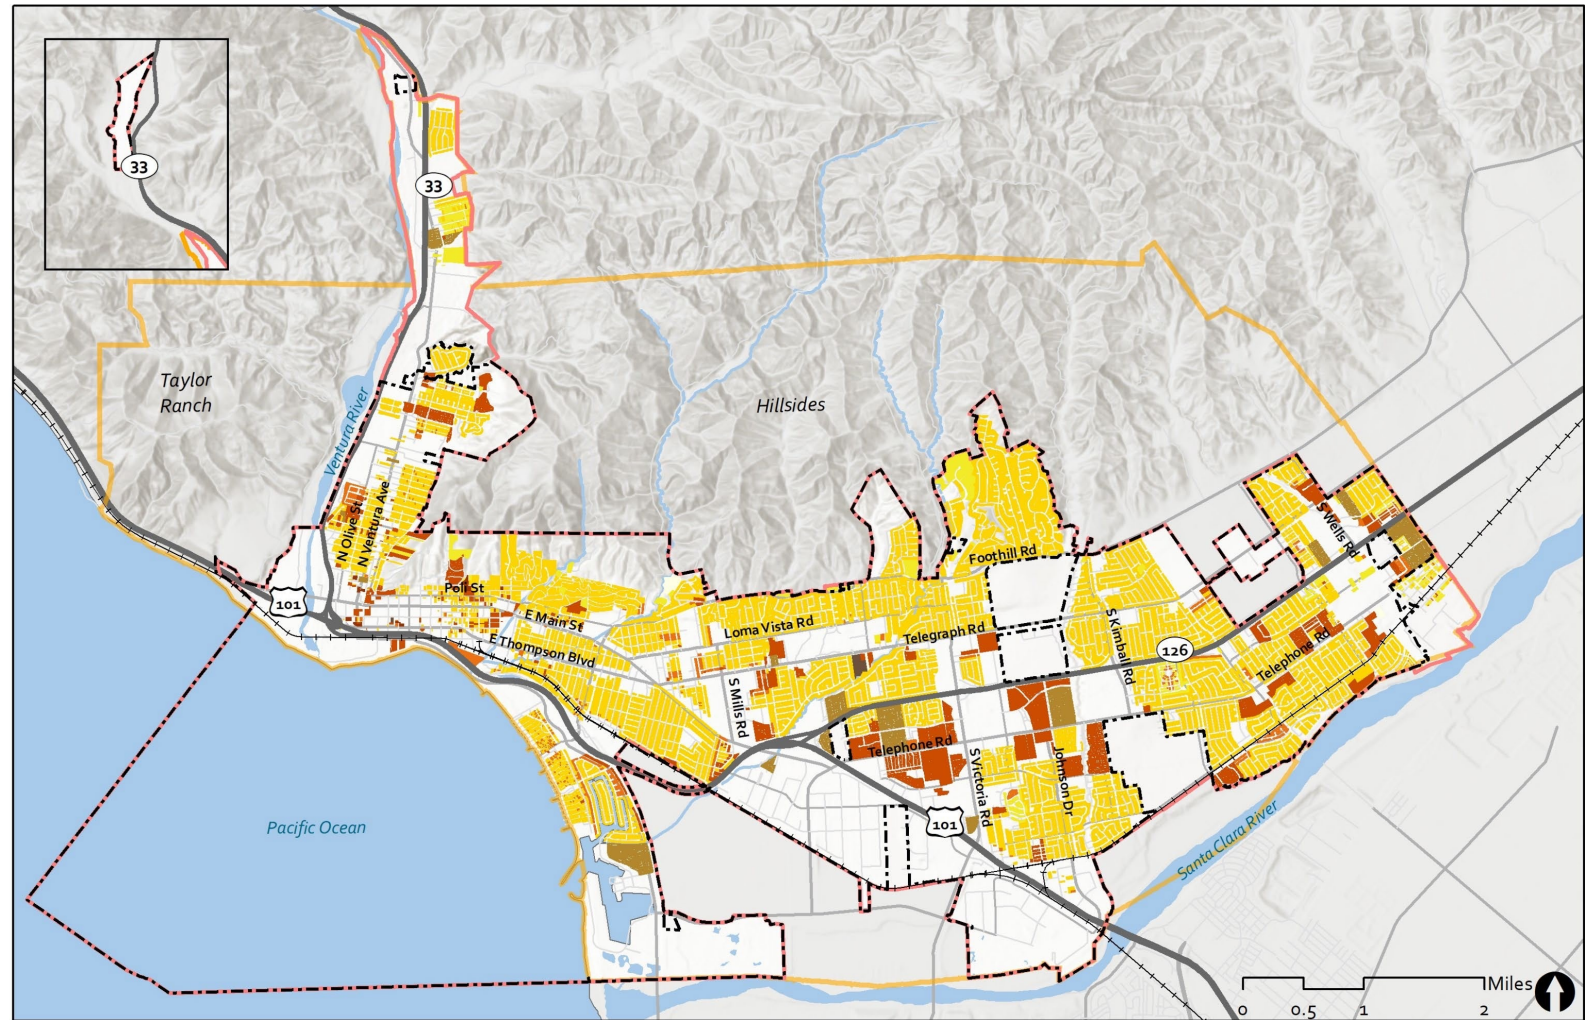 33
33
Taylor
Ranch
Hillsides
Ventura River
N Olive St
N Ventura Ave
S Wells Rd
Foothill Rd
Poli St
101
E Main St
Loma Vista Rd
Telegraph Rd
S Kimball Rd
126
E Thompson Blvd
Telephone Rd
S Mills Rd
Telephone Rd
S Victoria Rd
Johnson Dr
101
Pacific Ocean
Santa Clara River
Miles
0 0.5 1 2